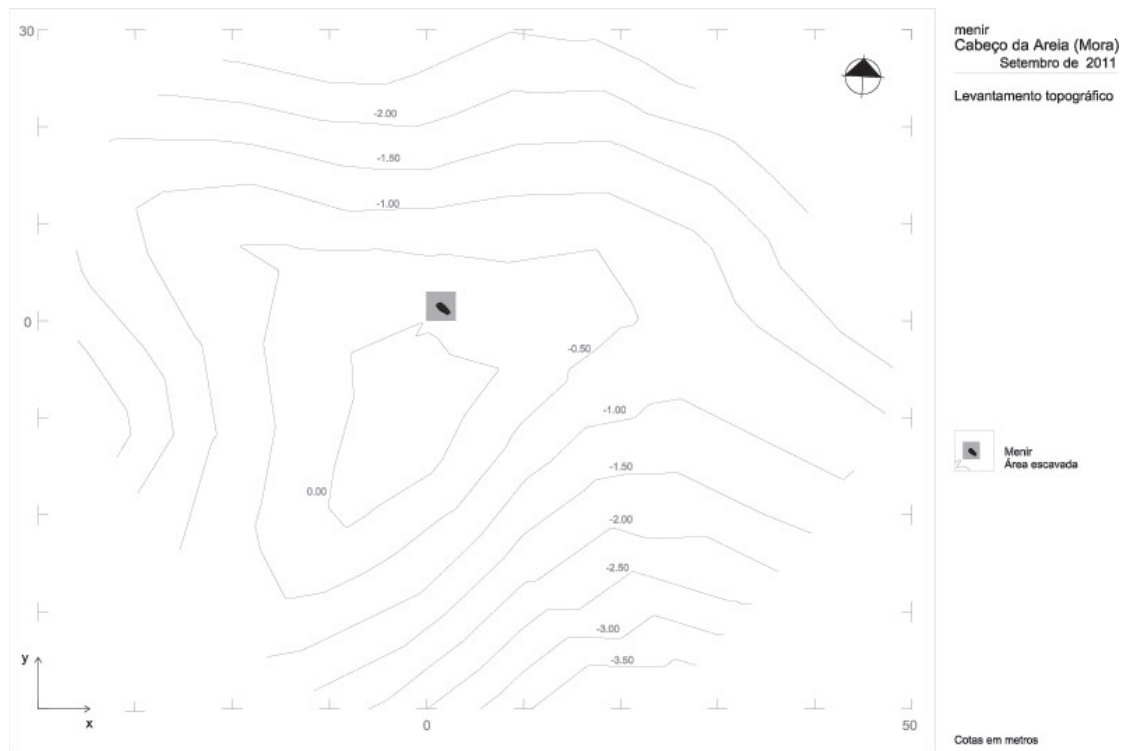 30
menir
Cabeço da Areia (Mora)
Setembro de 2011
Levantamento topográfico
-2.00
-1.50
-1.00
0
-0.50
-1.00
Menir
Área escavada
-1.50
0.00
-2.00
-2.50
-3.00
y
-3.50
x
0
50
Cotas em metros